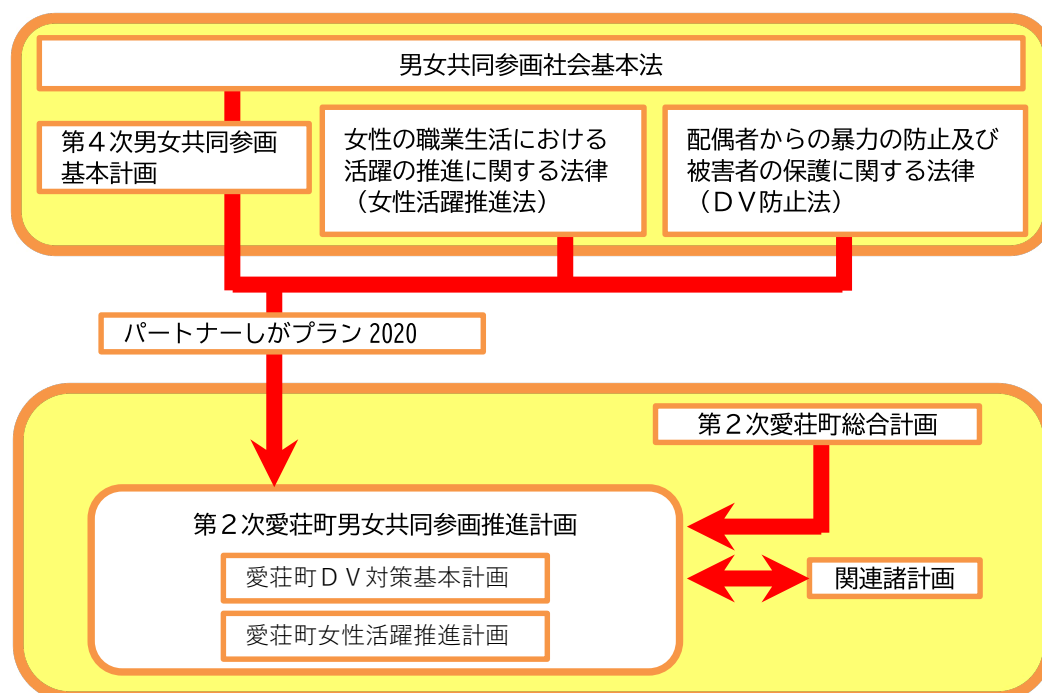 男女共同参画社会基本法
第４次男女共同参画
基本計画
女性の職業生活における
活躍の推進に関する法律
（女性活躍推進法）
配偶者からの暴力の防止及び
被害者の保護に関する法律
（ＤＶ防止法）
パートナーしがプラン 2020
第２次愛荘町総合計画
第２次愛荘町男女共同参画推進計画
愛荘町ＤＶ対策基本計画
愛荘町女性活躍推進計画
関連諸計画